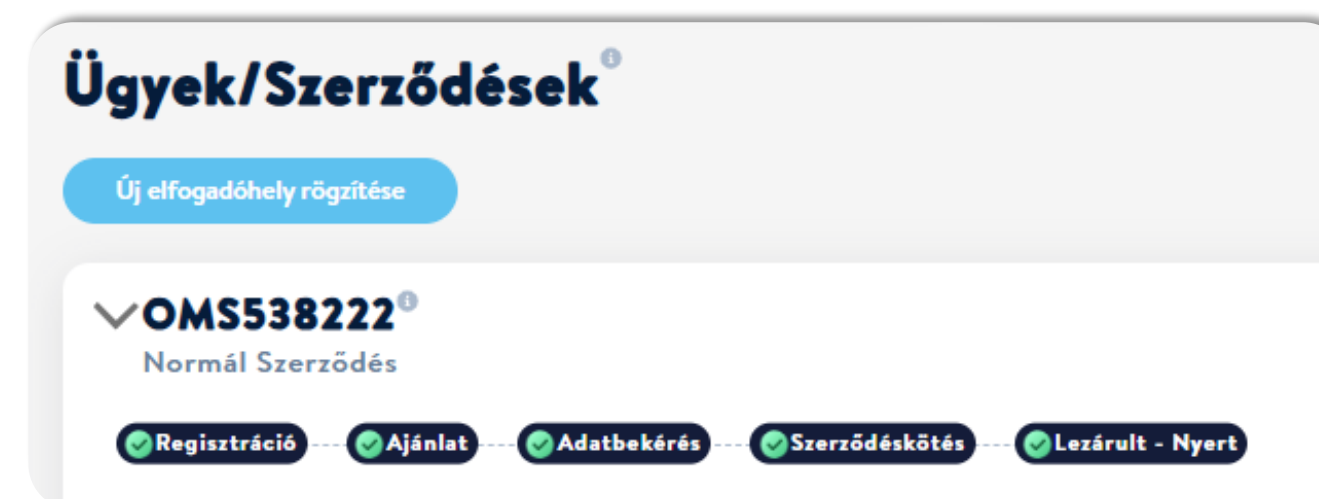 Ügyek/Szerződések
Új elfogadóhely rögzítése
OMS538222
Normál Szerződés
Regisztráció Ajánlat Adatbekérés Szerződéskötés Lezárult - Nyert